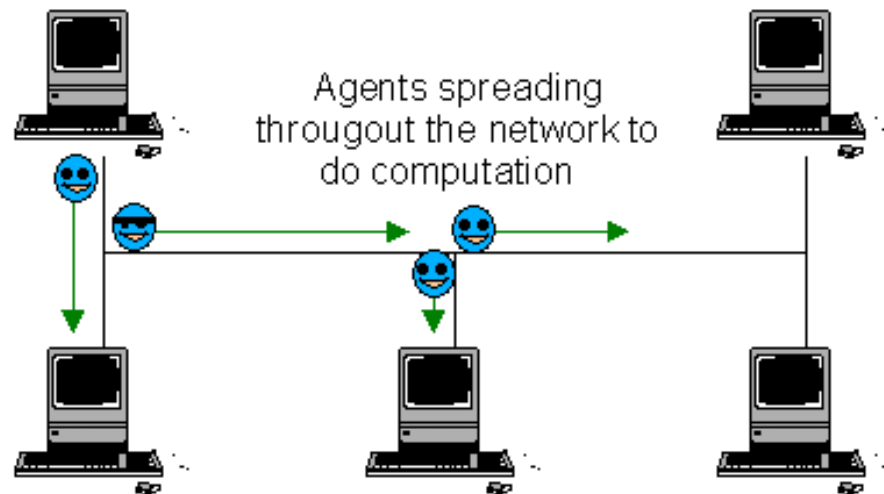 Agents spreading
througout the network to
do computation